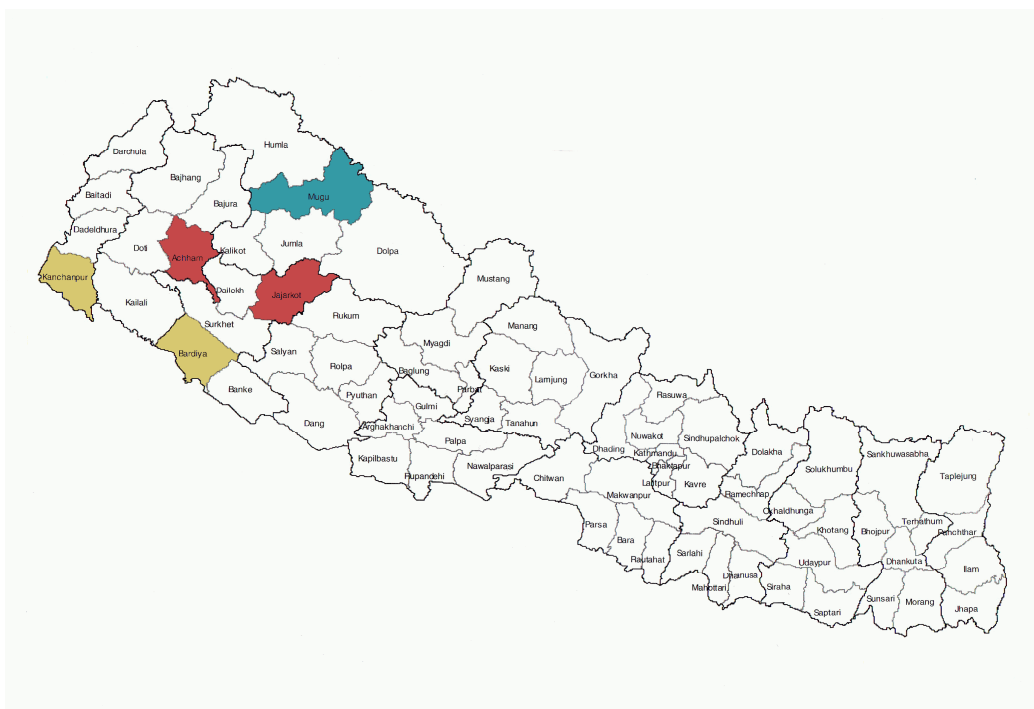 Humla
Darchula
Bajhang
Baitadi
Mugu
Bajura
Dadeldhura
Doti
Achham
Kalikot
Jumla
Dolpa
Kanchanpur
Mustang
Dailekh
Jajarkot
Kailali
Rukum
Surkhet
Manang
Bardiya
Salyan
Myagdi
Rolpa
Baglung
Kaski
Lamjung
Gorkha
Banke
Pyuthan
Parbat
Rasuwa
Gulmi
Syangja
Tanahun
Dang
Arghakhanchi
Nuwakot
Sindhupalchok
Palpa
Dhading
Kathmandu
Dolakha
Kapilbastu
Nawalparasi
Bhaktapur
Sankhuwasabha
Solukhumbu
Rupandehi
Chitwan
Lalitpur
Kavre
Taplejung
Makwanpur
Ramechhap
Okhaldhunga
Parsa
Sindhuli
Khotang
Bhojpur
Terhathum
Panchthar
Bara
Sarlahi
Rautahat
Udaypur
Dhankuta
Ilam
Dhanusa
Mahottari
Siraha
Saptari
Sunsari
Morang
Jhapa